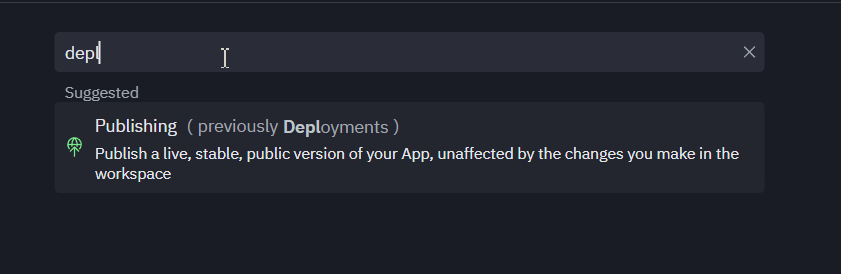 depl
Suggested
Publishing ( previously Deployments )
Publish a live, stable, public version of your App, unaffected by the changes you make in the
workspace